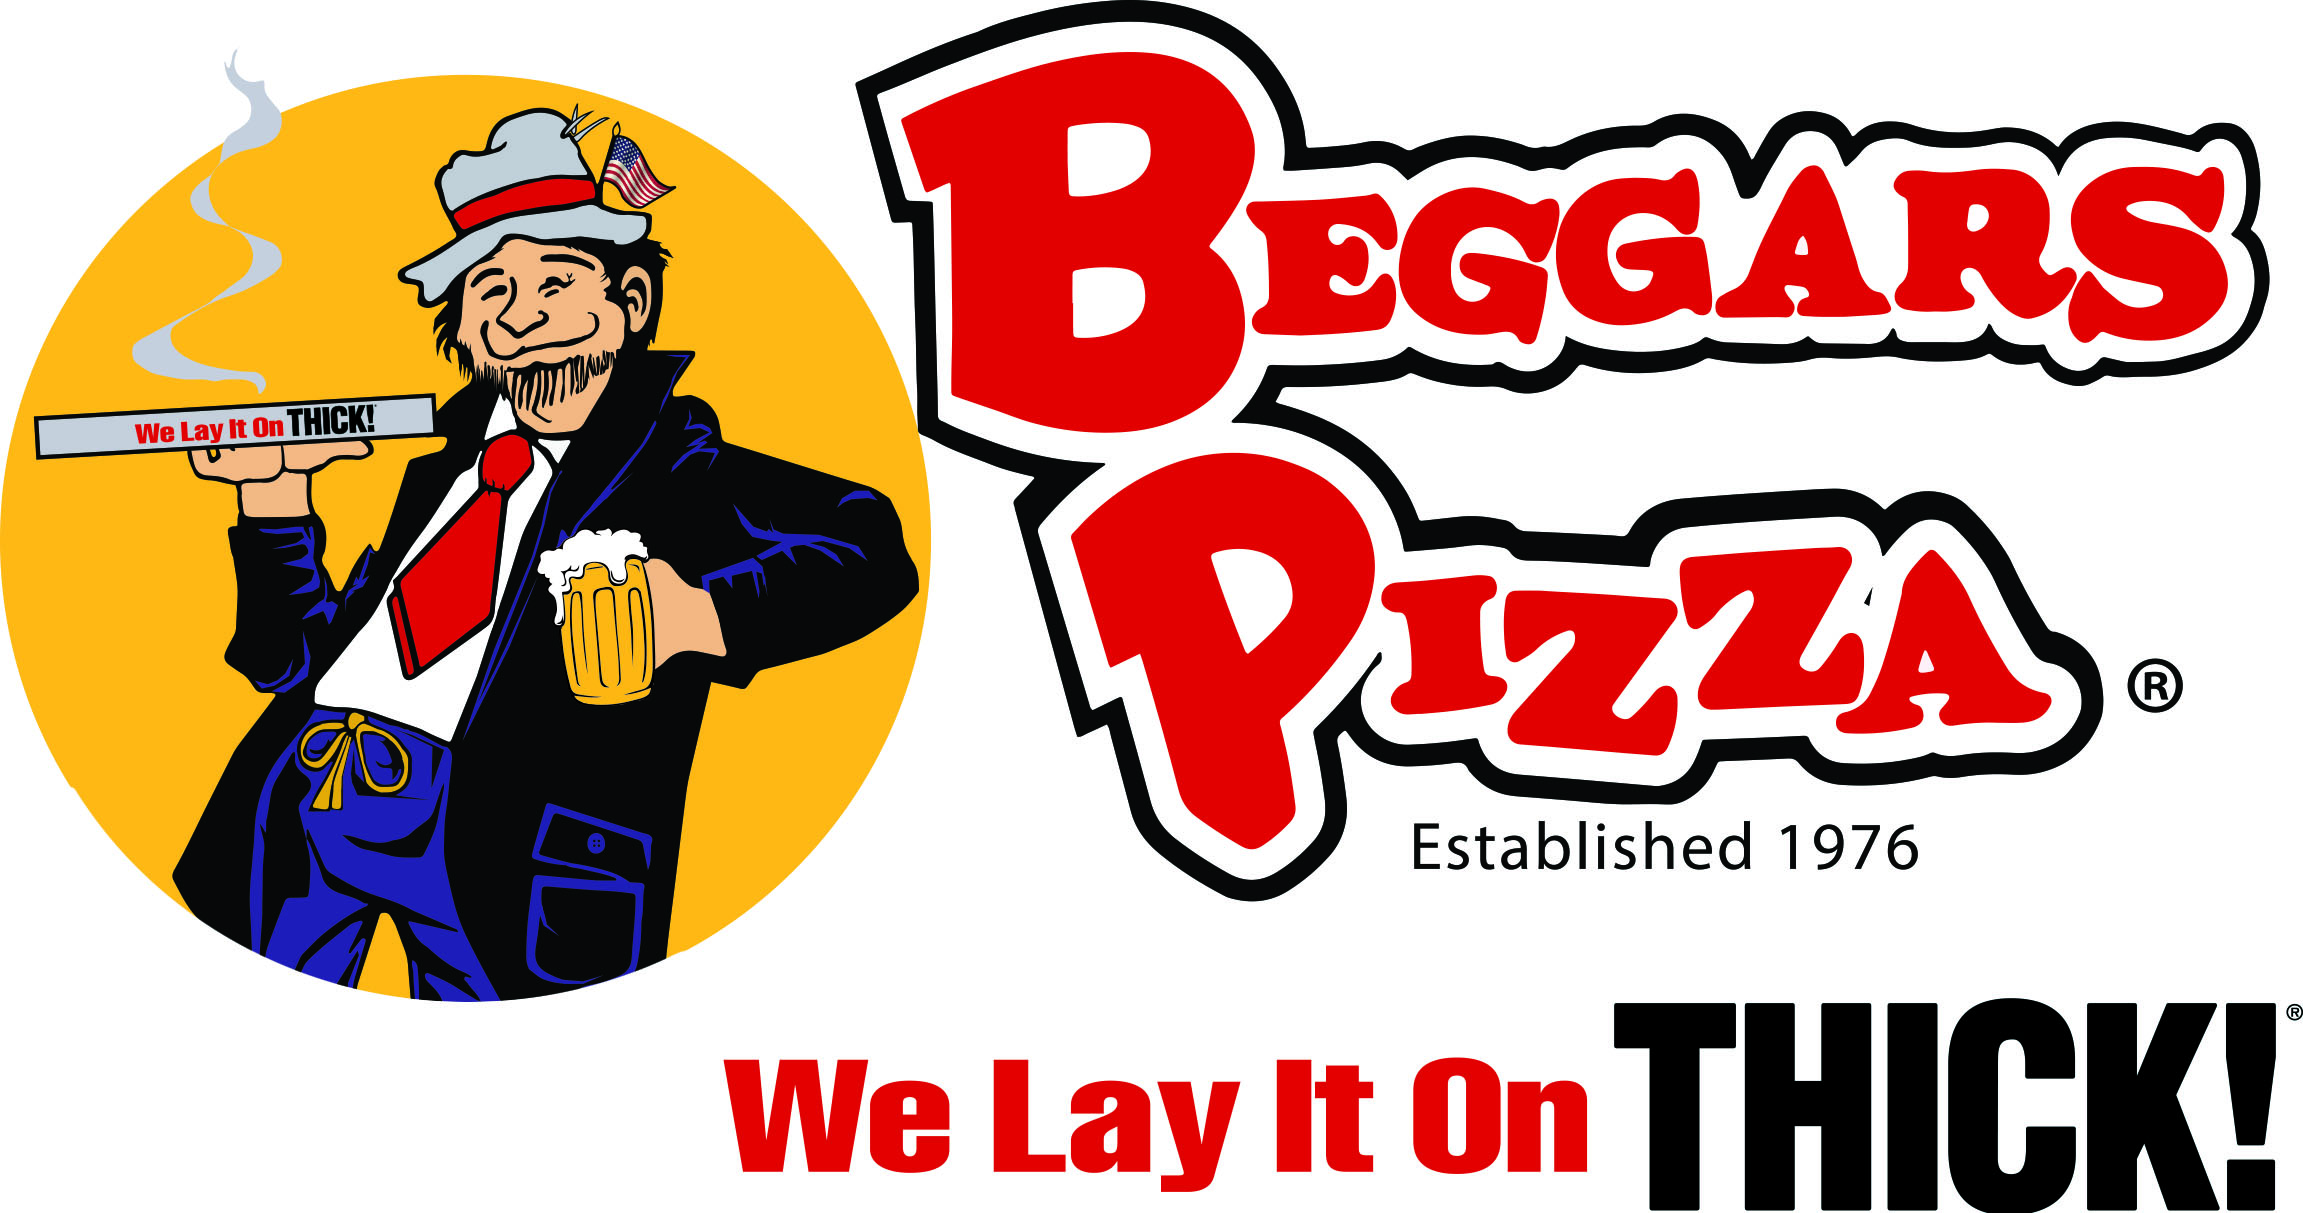 BEGGARS
PIZZA ®
Established 1976
We Lay It On THICK!
We Lay It On THICK! ®